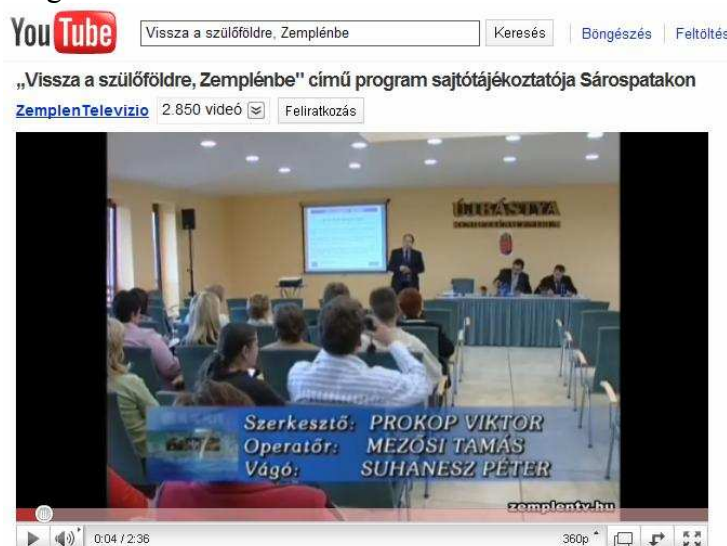 You Tube
Vissza a szülőföldre, Zemplénbe
Keresés
Böngészés
Feltöltés
„Vissza a szülőföldre, Zemplénbe" című program sajtótájékoztatója Sárospatakon
ZemplenTelevizio 2.850 videó Feliratkozás
ÚJBÁSTYA
Szerkesztő: PROKOP VIKTOR
Operatőr: MEZŐSI TAMÁS
Vágó: SUHANESZ PÉTER
zemplentv.hu
0:04 / 2:36
360p